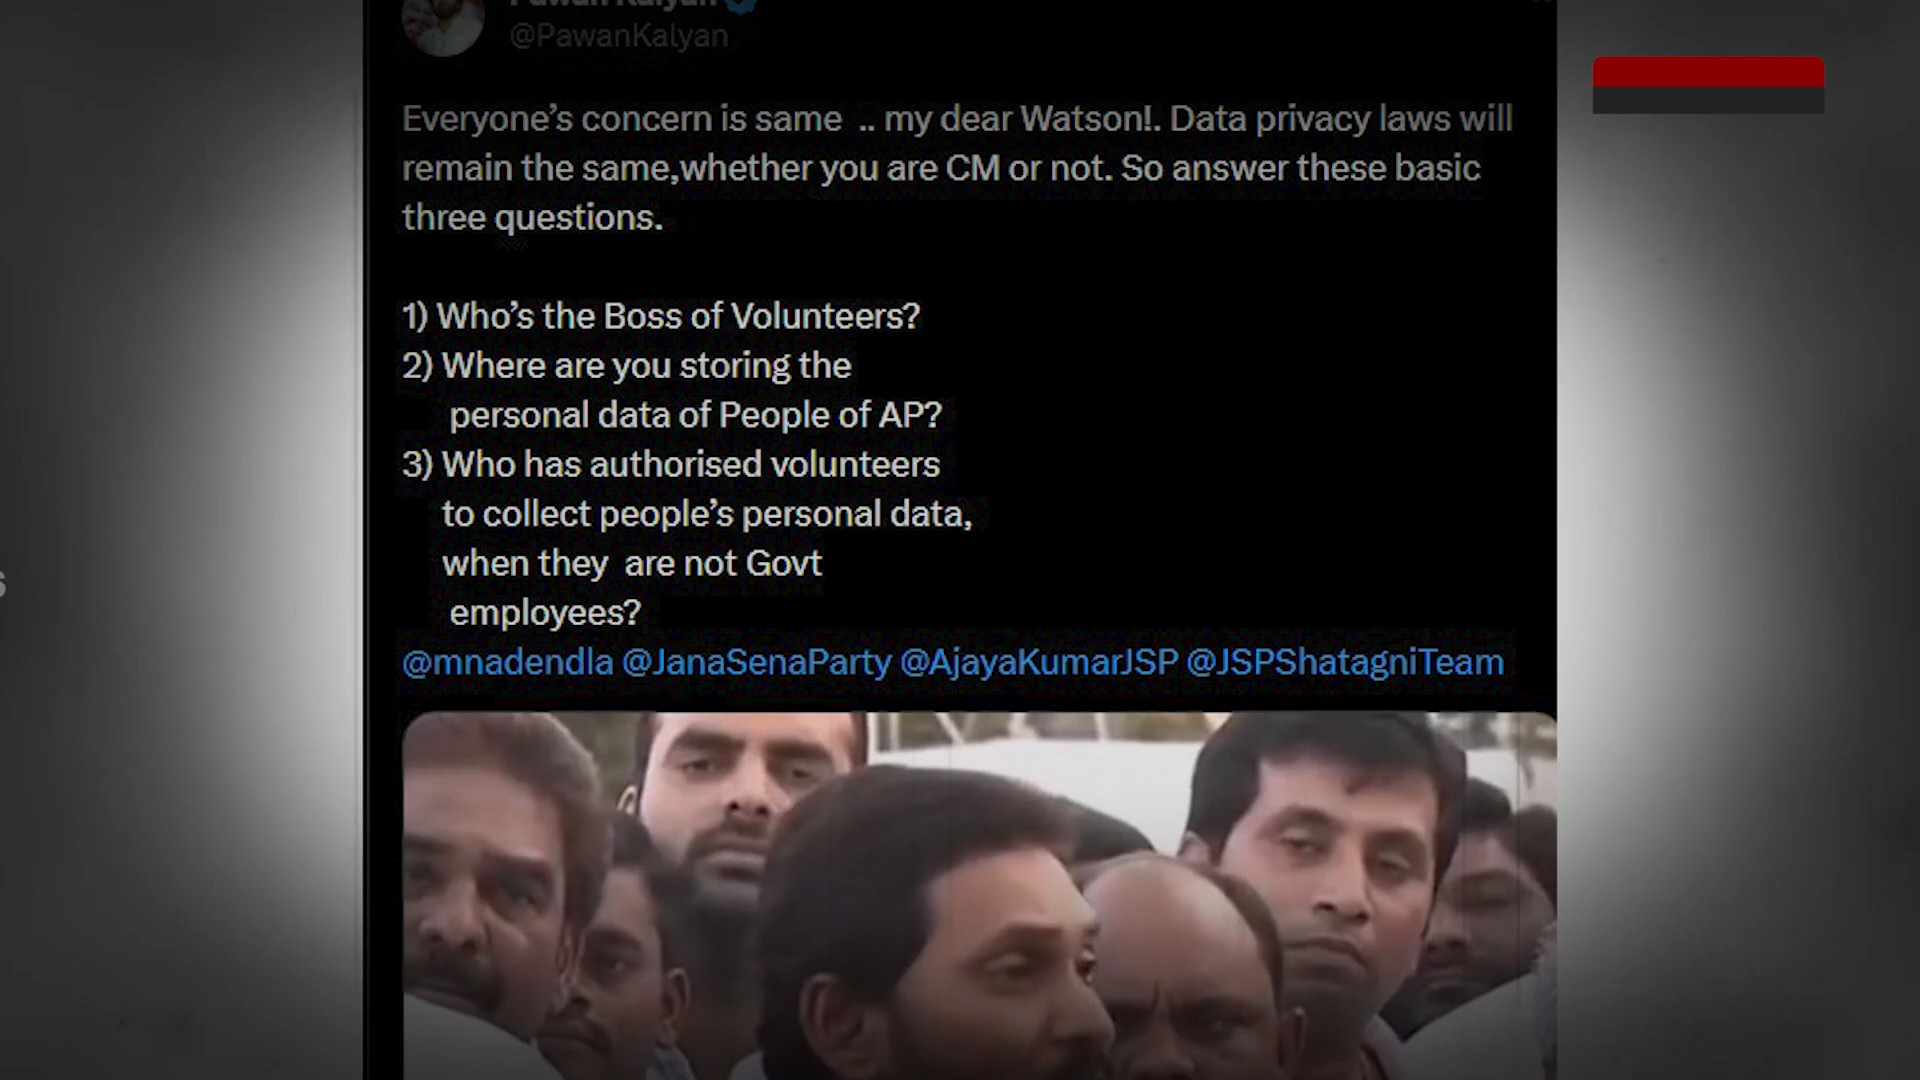 Pawan Kalyan
@PawanKalyan
Everyone’s concern is same .. my dear Watson!. Data privacy laws will
remain the same,whether you are CM or not. So answer these basic
three questions.
1) Who’s the Boss of Volunteers?
2) Where are you storing the
personal data of People of AP?
3) Who has authorised volunteers
to collect people’s personal data,
when they are not Govt
employees?
@mnadendla @JanaSenaParty @AjayaKumarJSP @JSPShatagniTeam